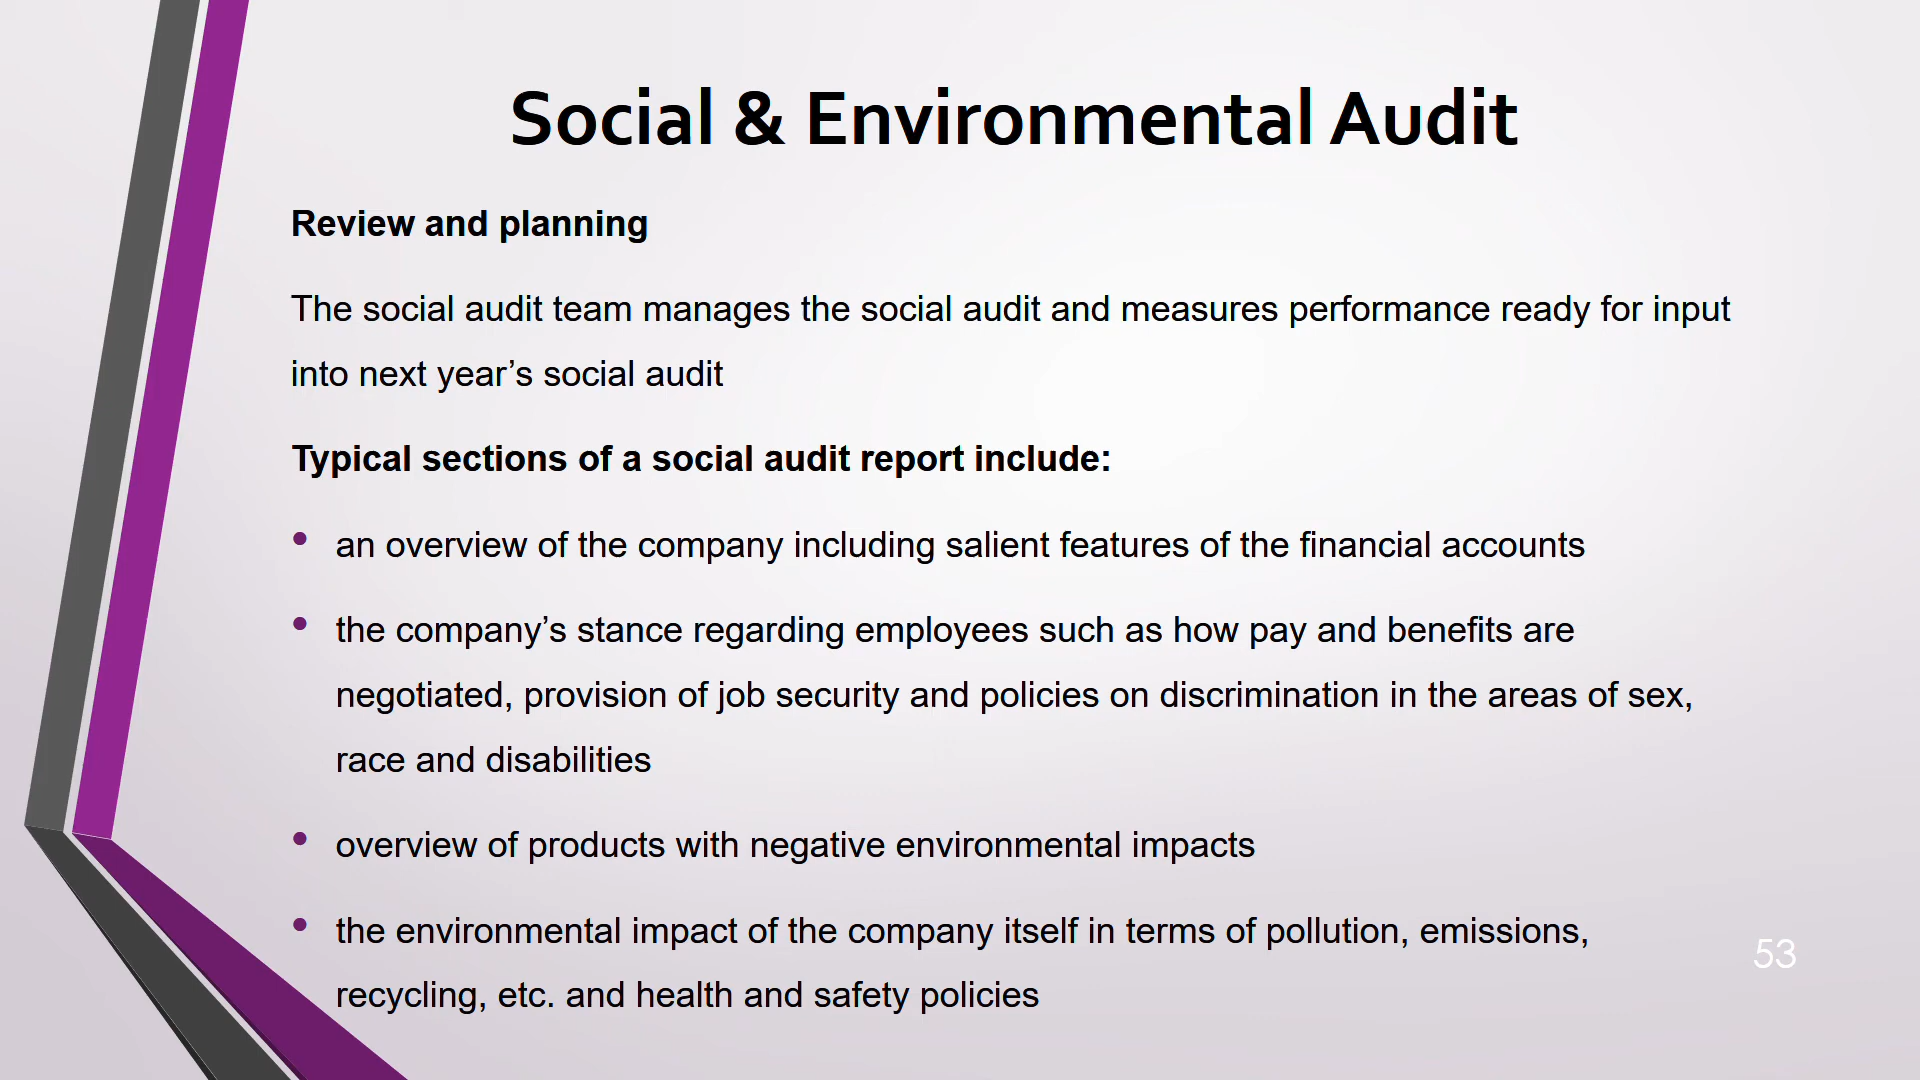 Social & Environmental Audit
Review and planning
The social audit team manages the social audit and measures performance ready for input
into next year’s social audit
Typical sections of a social audit report include:
• an overview of the company including salient features of the financial accounts
• the company’s stance regarding employees such as how pay and benefits are
negotiated, provision of job security and policies on discrimination in the areas of sex,
race and disabilities
• overview of products with negative environmental impacts
• the environmental impact of the company itself in terms of pollution, emissions,
recycling, etc. and health and safety policies
53